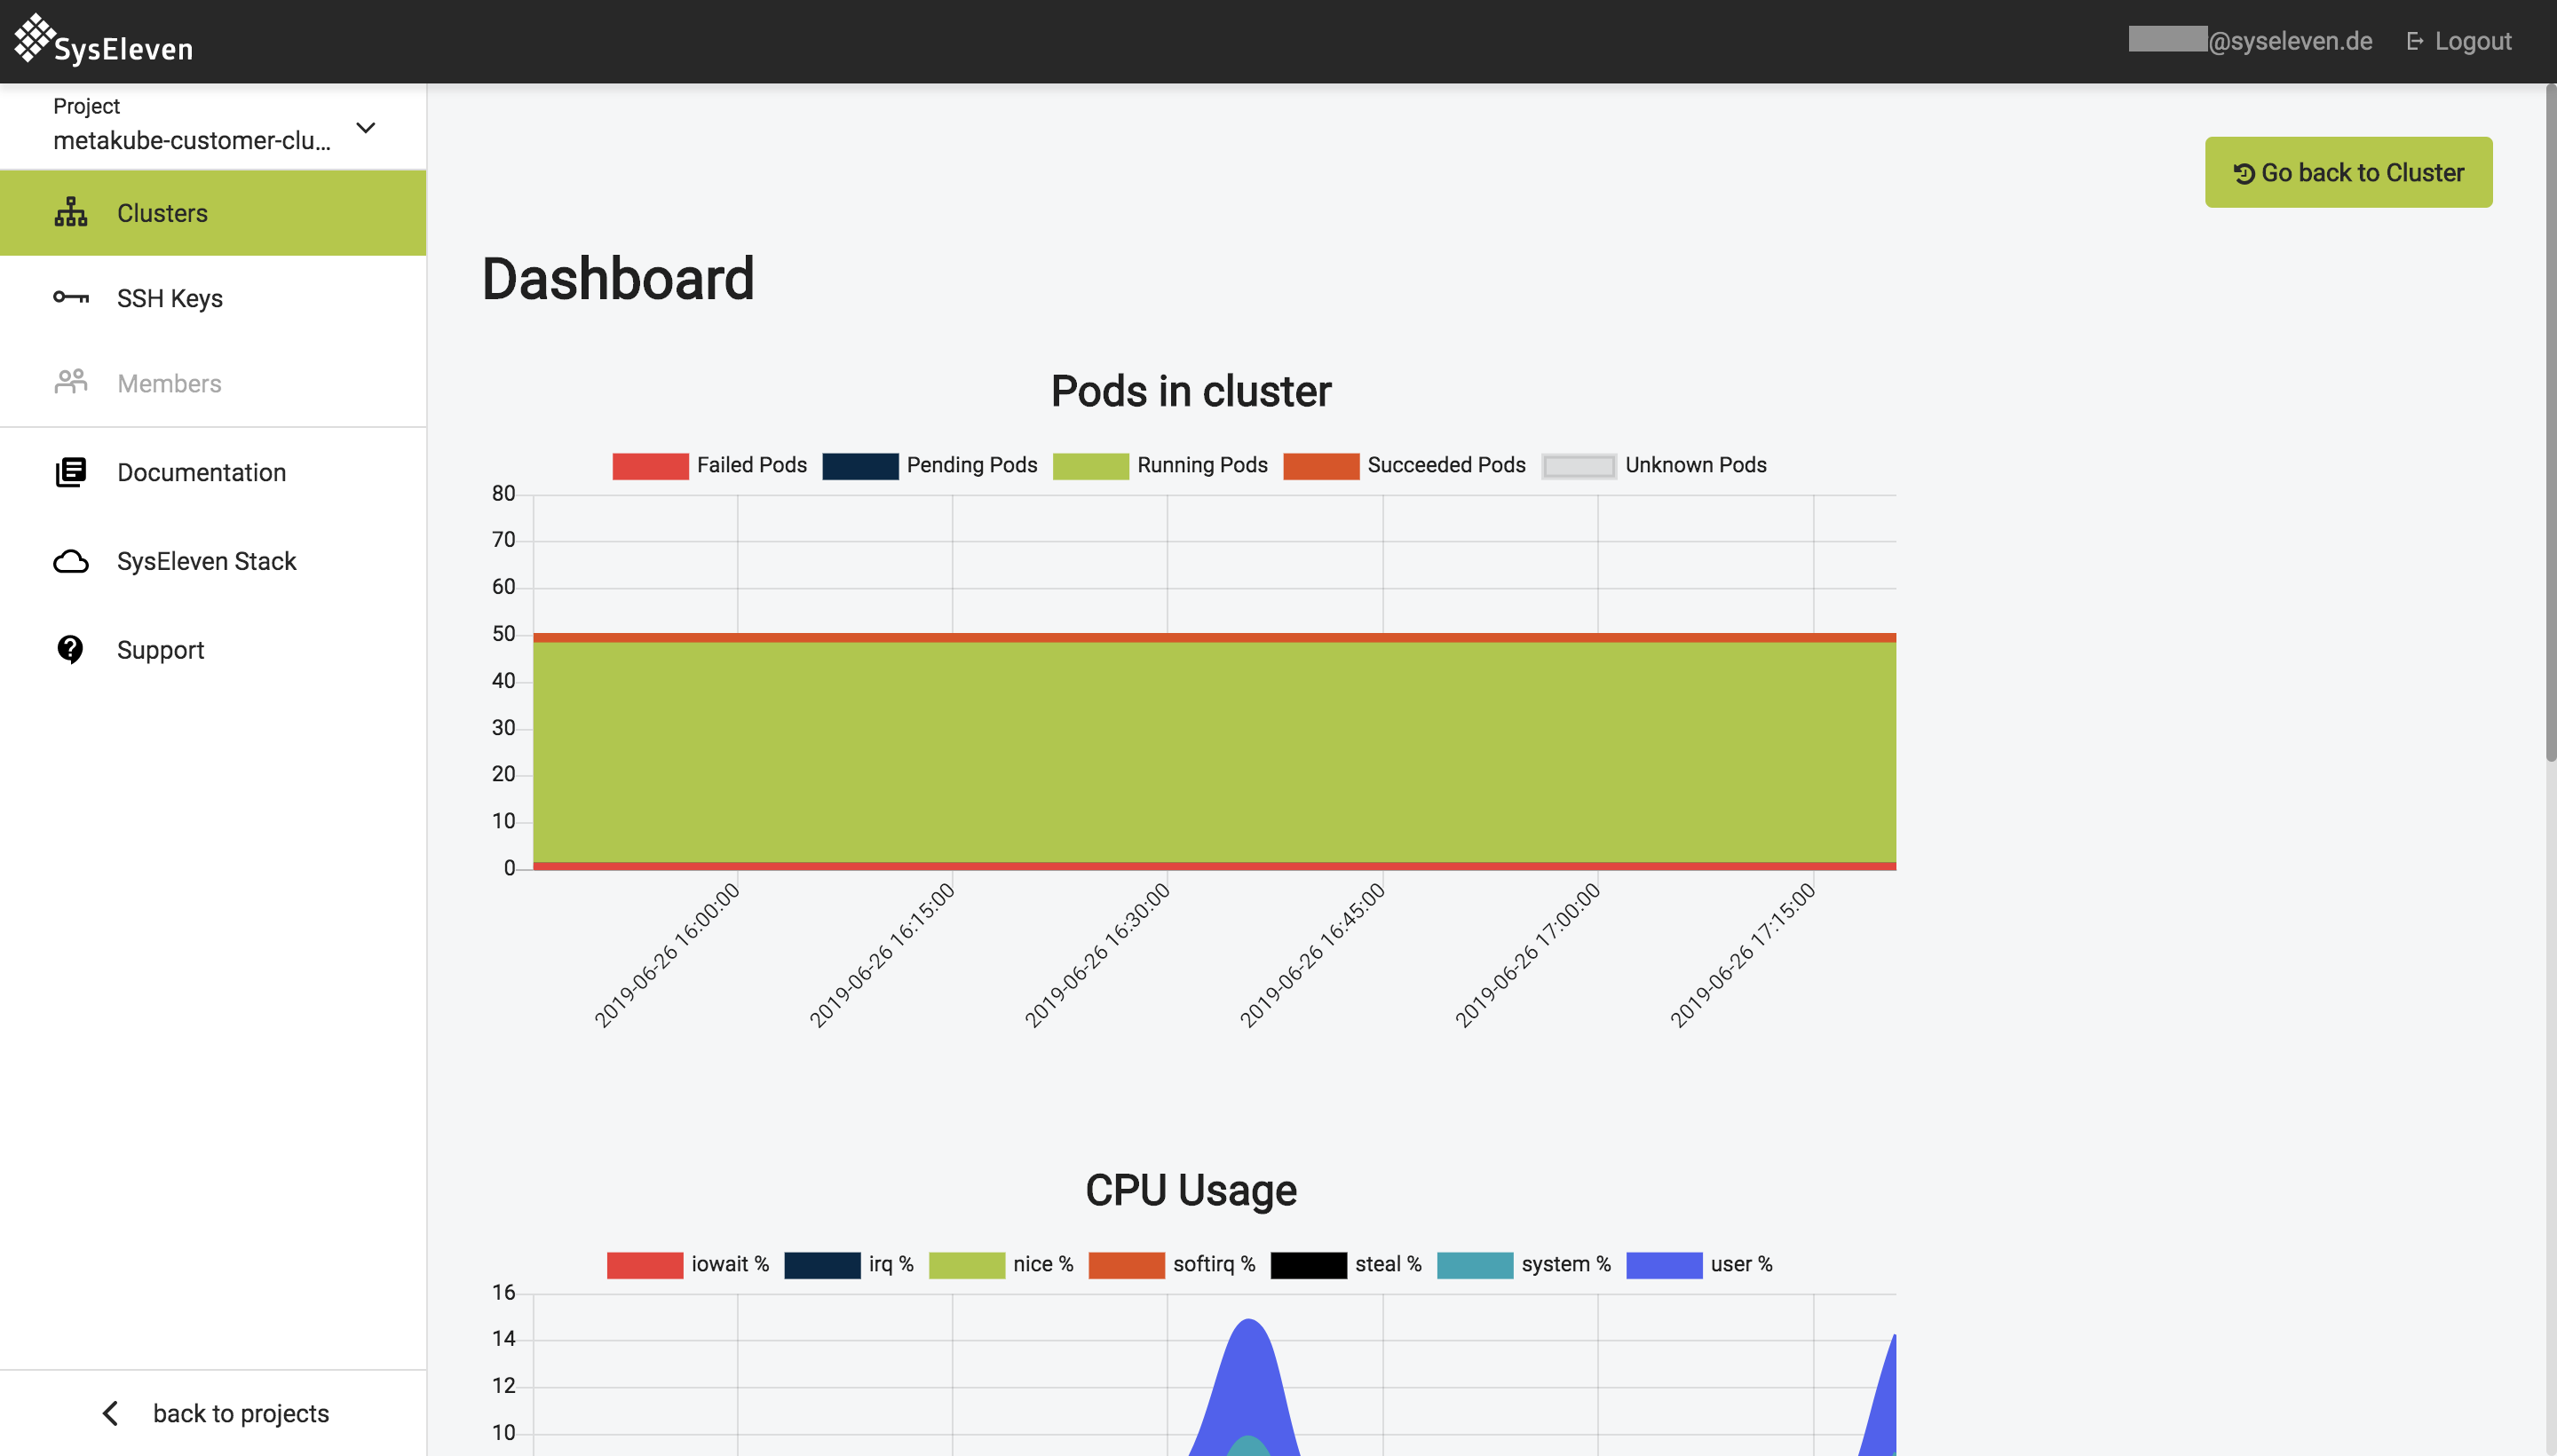 SysEleven
@syseleven.de
Logout
Project
metakube-customer-clu...
Clusters
SSH Keys
Members
Documentation
SysEleven Stack
Support
back to projects
Go back to Cluster
Dashboard
Pods in cluster
Failed Pods Pending Pods Running Pods Succeeded Pods Unknown Pods
80
70
60
50
40
30
20
10
0
2019-06-26 16:00:00
2019-06-26 16:15:00
2019-06-26 16:30:00
2019-06-26 16:45:00
2019-06-26 17:00:00
2019-06-26 17:15:00
CPU Usage
iowait % irq % nice % softirq % steal % system % user %
16
14
12
10